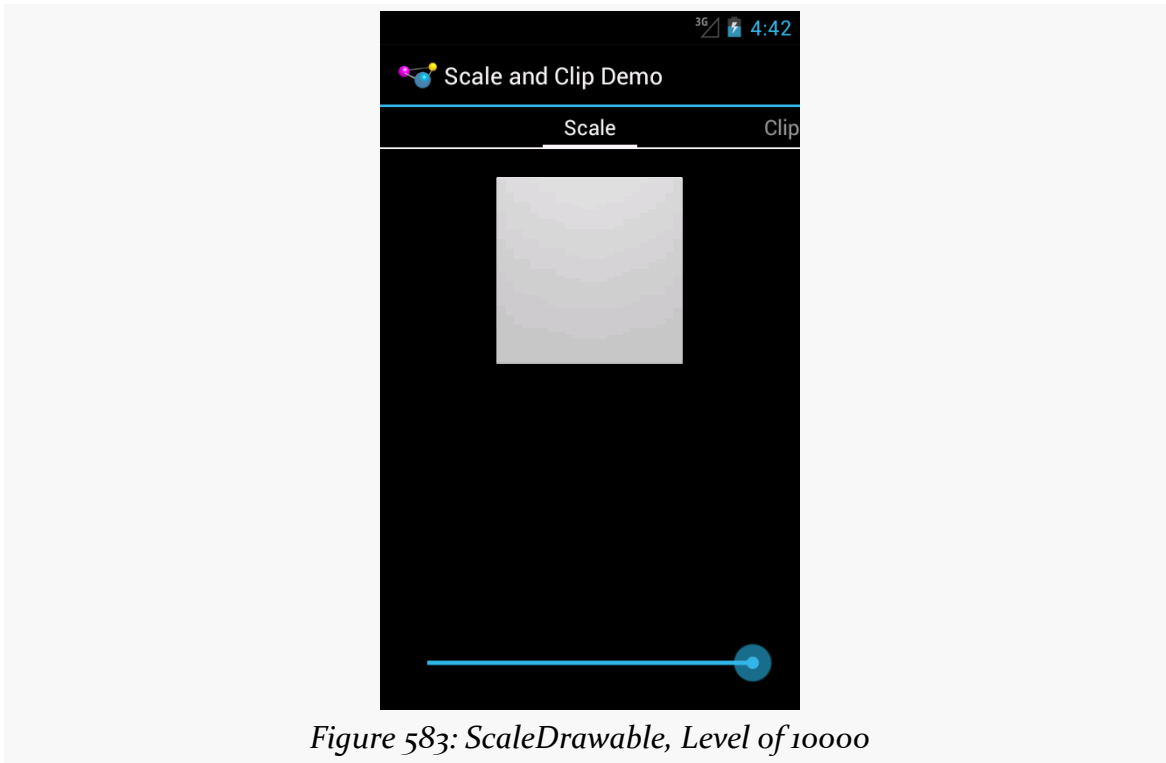 3G 4:42
Scale and Clip Demo
Scale Clip
Figure 583: ScaleDrawable, Level of 10000